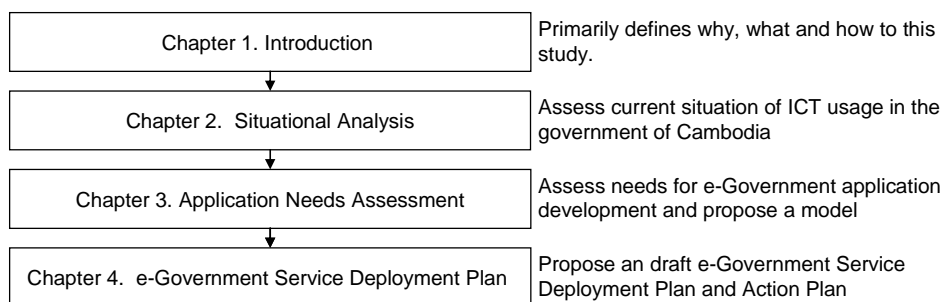 Chapter 1. Introduction
Primarily defines why, what and how to this
study.
Chapter 2. Situational Analysis
Assess current situation of ICT usage in the
government of Cambodia
Chapter 3. Application Needs Assessment
Assess needs for e-Government application
development and propose a model
Chapter 4. e-Government Service Deployment Plan
Propose an draft e-Government Service
Deployment Plan and Action Plan